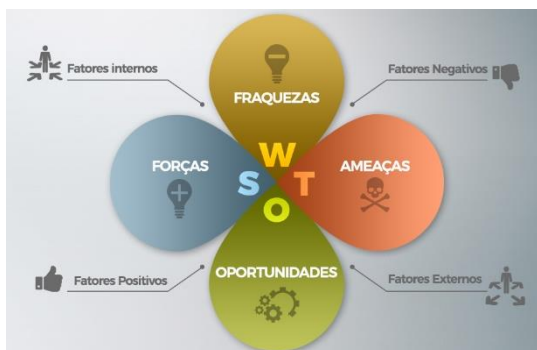 Fatores internos
Fatores Negativos
FRAQUEZAS
W
FORÇAS
AMEAÇAS
S
T
O
OPORTUNIDADES
Fatores Positivos
Fatores Externos